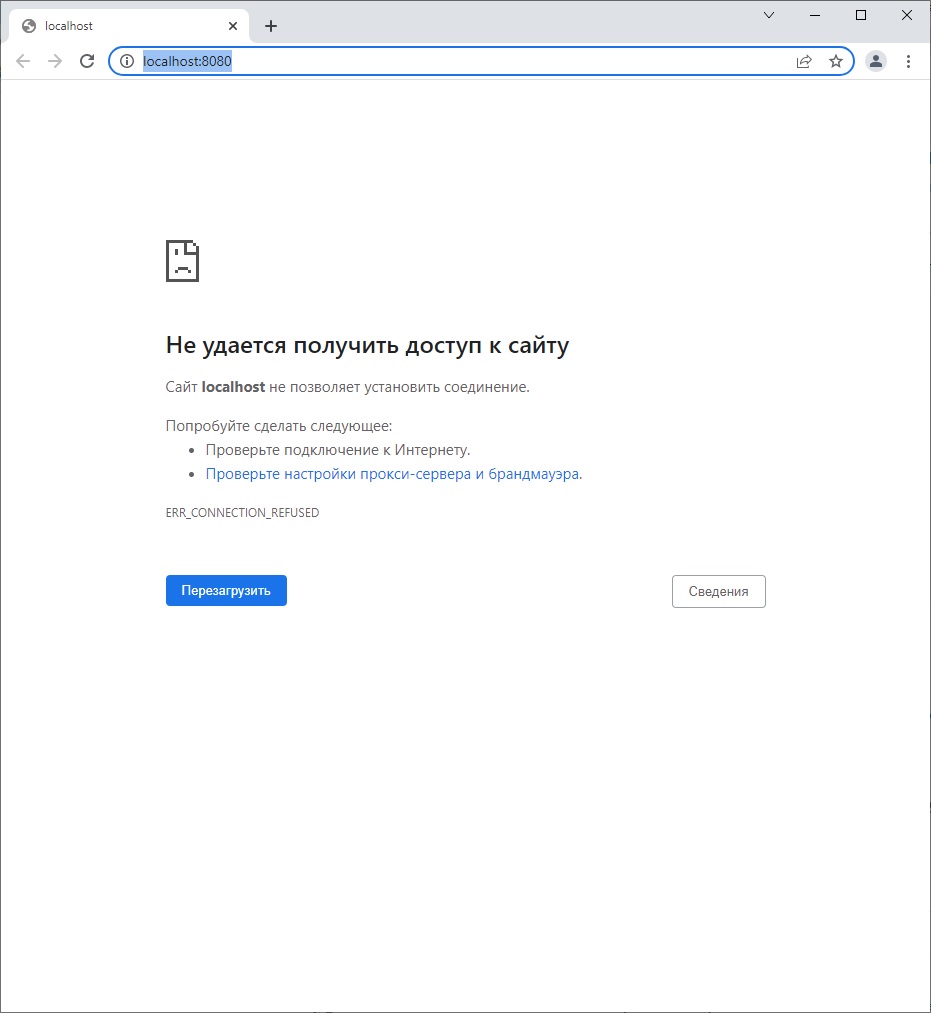 localhost
localhost:8080
Не удается получить доступ к сайту
Сайт localhost не позволяет установить соединение.
Попробуйте сделать следующее:
Проверьте подключение к Интернету.
Проверьте настройки прокси-сервера и брандмауэра.
ERR_CONNECTION_REFUSED
Перезагрузить
Сведения